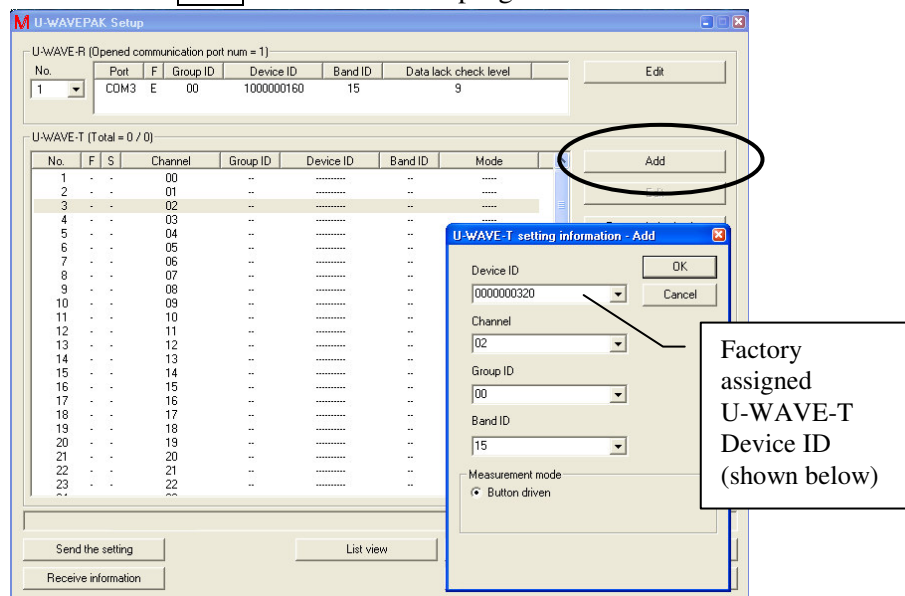 U-WAVEPAK Setup
U-WAVE-R (Opened communication port num = 1)
No. Port F Group ID Device ID Band ID Data lack check level
1 COM3 E 00 1000000160 15 9
Edit
U-WAVE-T (Total = 0 / 0)
No. F S Channel Group ID Device ID Band ID Mode
1 - - 00 -- ---------- -- -----
2 - - 01 -- ---------- -- -----
3 - - 02 -- ---------- -- -----
4 - - 03 -- ---------- -- -----
5 - - 04 -- ---------- --
6 - - 05 -- ---------- --
7 - - 06 -- ---------- --
8 - - 07 -- ---------- --
9 - - 08 -- ---------- --
10 - - 09 -- ---------- --
11 - - 10 -- ---------- --
12 - - 11 -- ---------- --
13 - - 12 -- ---------- --
14 - - 13 -- ---------- --
15 - - 14 -- ---------- --
16 - - 15 -- ---------- --
17 - - 16 -- ---------- --
18 - - 17 -- ---------- --
19 - - 18 -- ---------- --
20 - - 19 -- ---------- --
21 - - 20 -- ---------- --
22 - - 21 -- ---------- --
23 - - 22 -- ---------- --
Add
Edit
U-WAVE-T setting information - Add
Device ID
0000000320
OK
Cancel
Channel
02
Group ID
00
Band ID
15
Measurement mode
Button driven
Factory
assigned
U-WAVE-T
Device ID
(shown below)
Send the setting
List view
Receive information